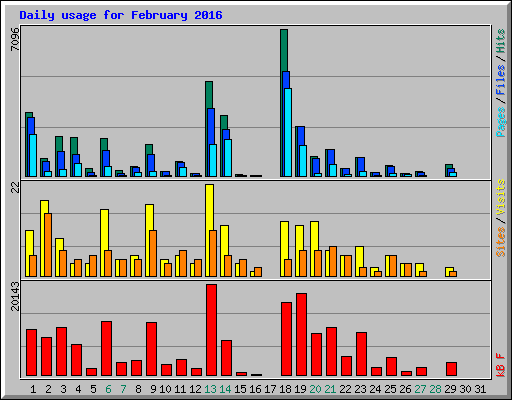 Daily usage for February 2016
7096
Pages / Files / Hits
22
Sites / Visits
20143
kB F
1 2 3 4 5 6 7 8 9 10 11 12 13 14 15 16 17 18 19 20 21 22 23 24 25 26 27 28 29 30 31